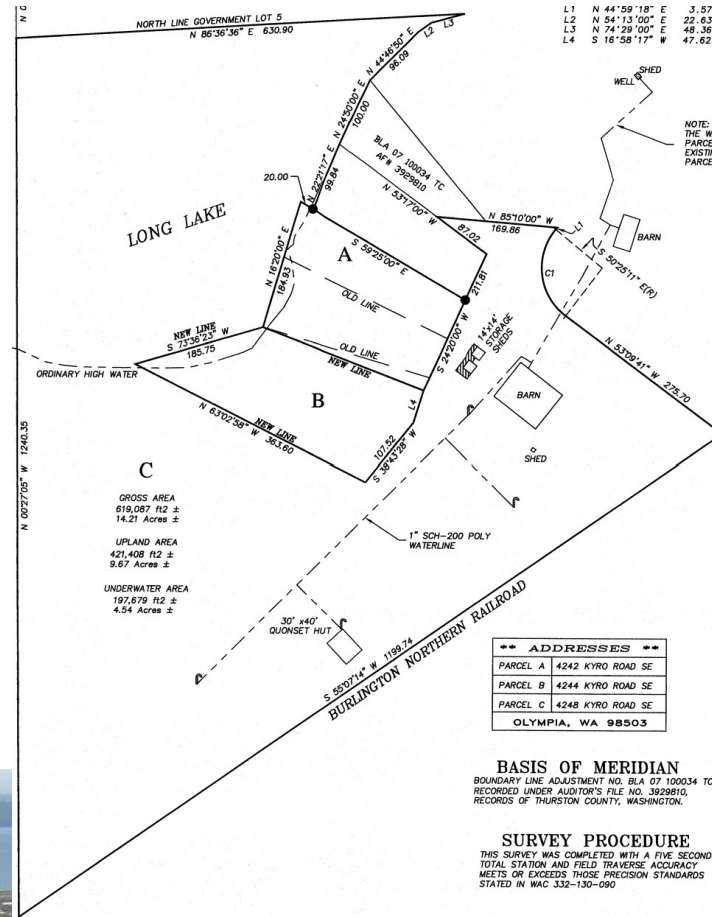 L1 N 44°59'18" E 3.57
L2 N 54°13'00" E 22.63
L3 N 74°29'00" E 48.36
L4 S 16°58'17" W 47.62
NORTH LINE GOVERNMENT LOT 5
N 86°36'36" E 630.90
N 44°46'50" E
96.09
L2
L3
N 24°50'00" E
100.00
N 22°21'17" E
99.84
20.00
BLA 07 100034 TC
AF# 3929810
N 53°17'00" W
87.02
N 85°10'00" W
169.86
L1
SHED
WELL
NOTE:
THE W
PARCE
EXISTIN
PARCE
BARN
S 50°25'11" E(R)
C1
LONG LAKE
A
S 59°25'00" E
211.81
S 24°20'00" W
N 16°20'00" E
184.93
OLD LINE
OLD LINE
NEW LINE
14'x14'
STORAGE
SHEDS
NEW LINE
S 73°36'23" W
185.75
ORDINARY HIGH WATER
B
L4
NEW LINE
N 63°02'58" W 363.60
107.52
S 38°43'28" W
BARN
SHED
N 53°09'41" W 275.70
N 00°27'05" W 1240.35
C
GROSS AREA
619,087 ft2 ±
14.21 Acres ±
UPLAND AREA
421,408 ft2 ±
9.67 Acres ±
UNDERWATER AREA
197,679 ft2 ±
4.54 Acres ±
1" SCH-200 POLY
WATERLINE
30' x40'
QUONSET HUT
S 55°07'14" W 1199.74
BURLINGTON NORTHERN RAILROAD
** ADDRESSES **
PARCEL A 4242 KYRO ROAD SE
PARCEL B 4244 KYRO ROAD SE
PARCEL C 4248 KYRO ROAD SE
OLYMPIA, WA 98503
BASIS OF MERIDIAN
BOUNDARY LINE ADJUSTMENT NO. BLA 07 100034 TC
RECORDED UNDER AUDITOR'S FILE NO. 3929810,
RECORDS OF THURSTON COUNTY, WASHINGTON.
SURVEY PROCEDURE
THIS SURVEY WAS COMPLETED WITH A FIVE SECOND
TOTAL STATION AND FIELD TRAVERSE ACCURACY
MEETS OR EXCEEDS THOSE PRECISION STANDARDS
STATED IN WAC 332-130-090